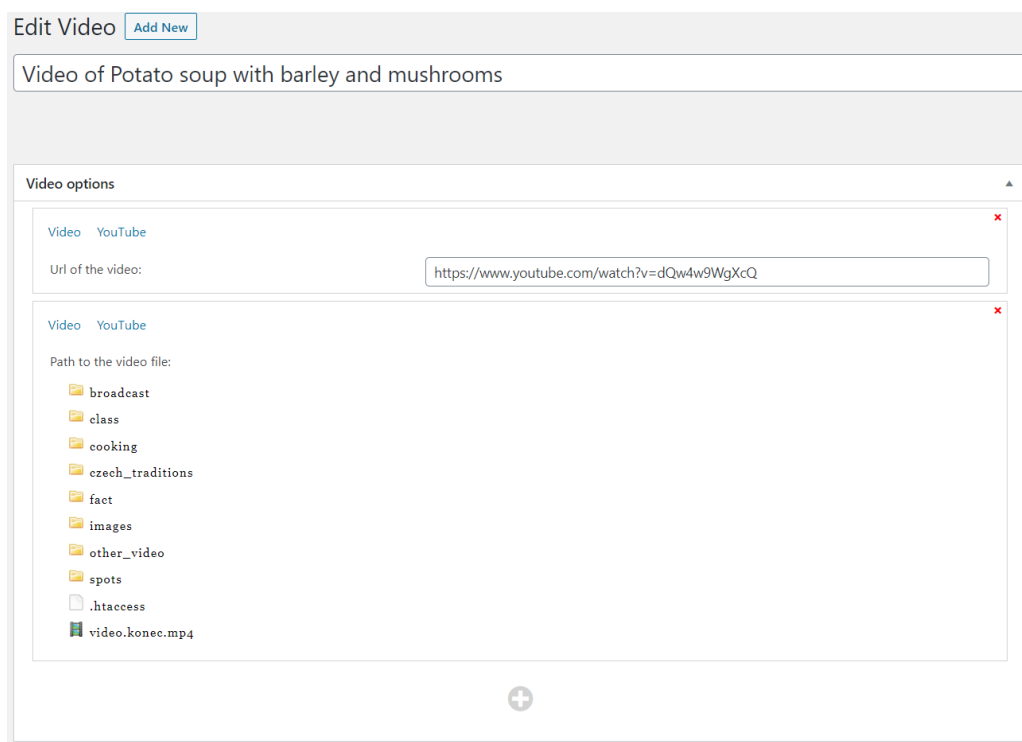 Edit Video Add New
Video of Potato soup with barley and mushrooms
Video options
Video YouTube
Url of the video: https://www.youtube.com/watch?v=dQw4w9WgXcQ
Video YouTube
Path to the video file:
broadcast
class
cooking
czech_traditions
fact
images
other_video
spots
.htaccess
video.konec.mp4